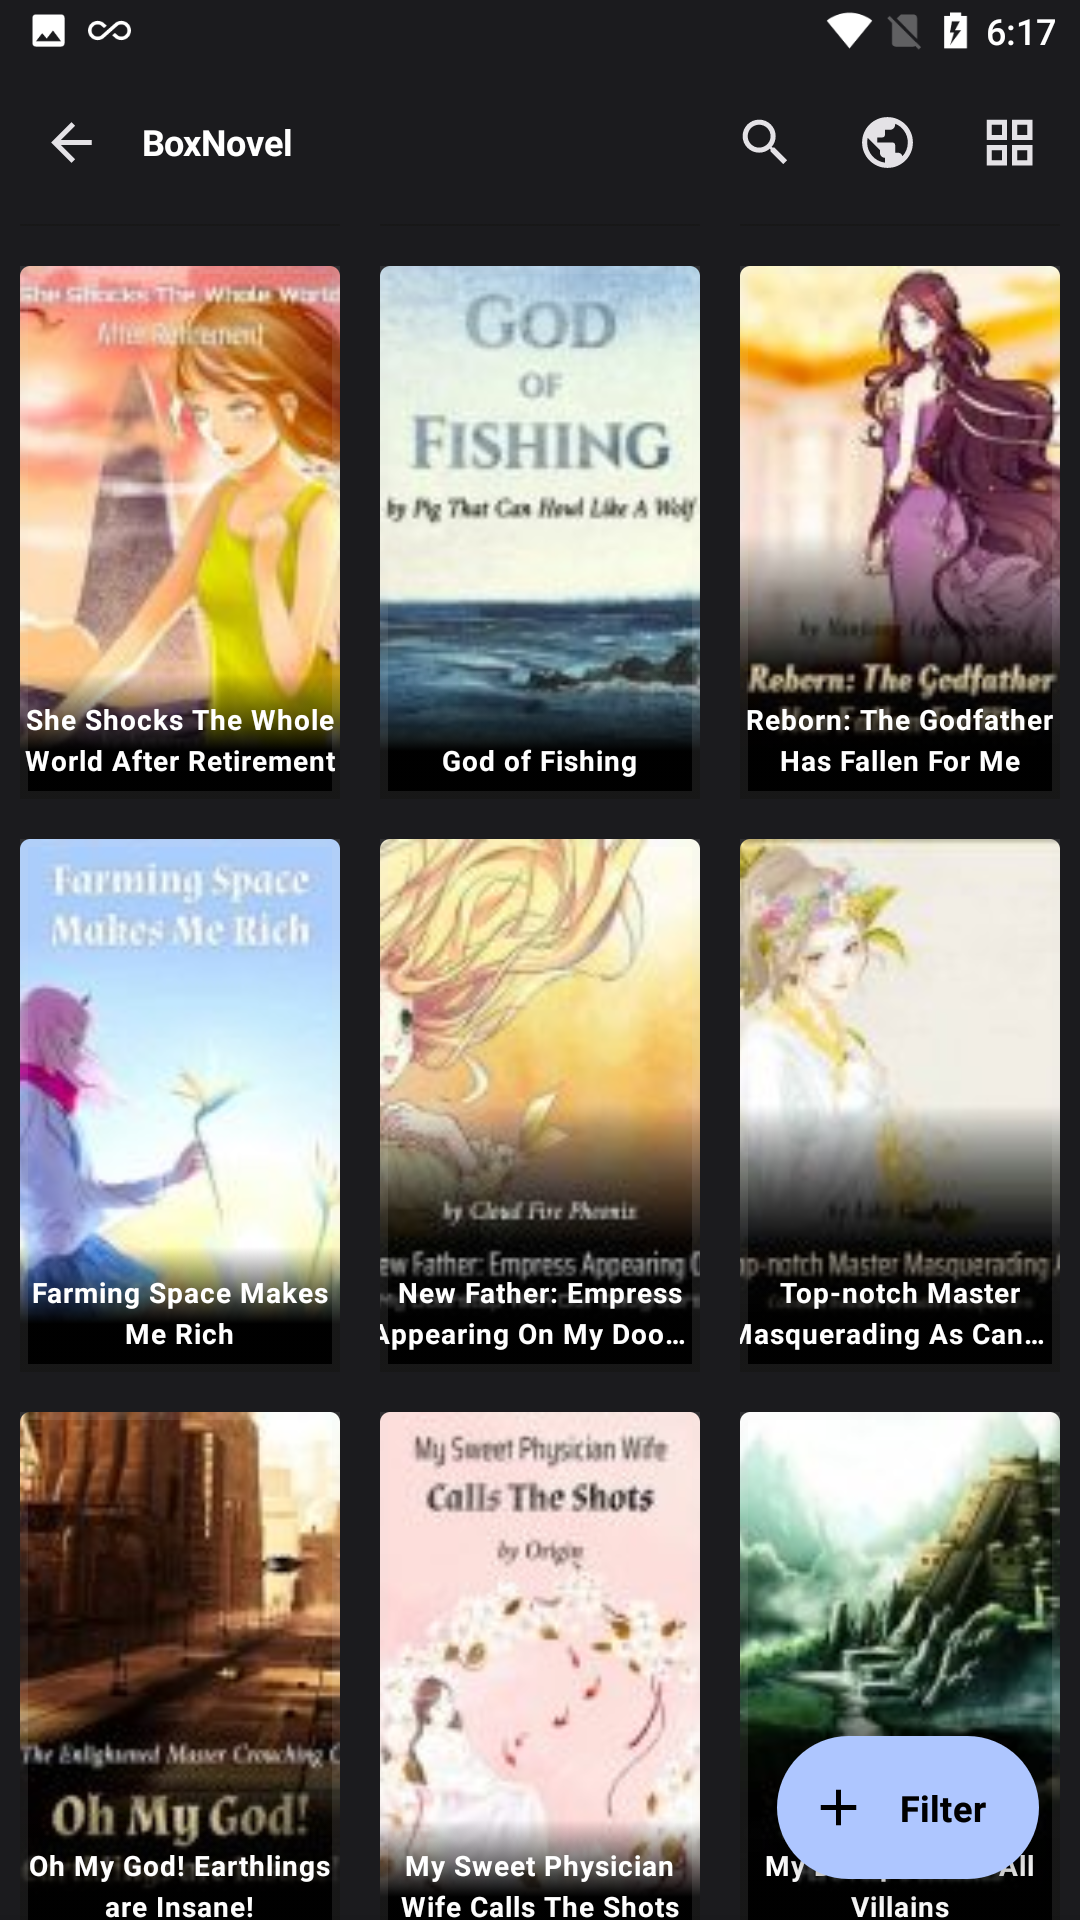 6:17
BoxNovel
She Shocks The Whole World
After Retirement
She Shocks The Whole
World After Retirement
GOD
OF
FISHING
by Pig That Can Howl Like A Wolf
God of Fishing
Reborn: The Godfather
Reborn: The Godfather
Has Fallen For Me
Farming Space
Makes Me Rich
Farming Space Makes
Me Rich
by Cloud Fire Phoenix
ew Father: Empress Appearing
New Father: Empress
Appearing On My Doo…
p-notch Master Masquerading
Top-notch Master
Masquerading As Can…
The Enlightened Master Crouching
Oh My God!
Oh My God! Earthlings
are Insane!
My Sweet Physician Wife
Calls The Shots
by Origin
My Sweet Physician
Wife Calls The Shots
My All
Villains
Filter